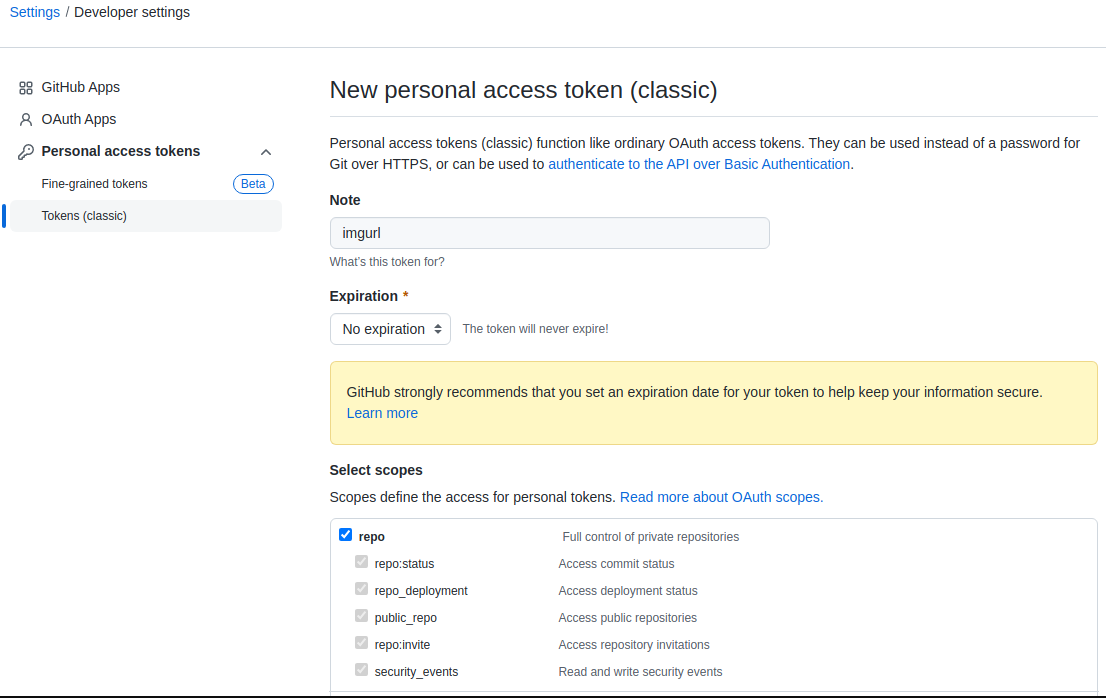 Settings / Developer settings
GitHub Apps
OAuth Apps
Personal access tokens
Fine-grained tokens Beta
Tokens (classic)
New personal access token (classic)
Personal access tokens (classic) function like ordinary OAuth access tokens. They can be used instead of a password for
Git over HTTPS, or can be used to authenticate to the API over Basic Authentication.
Note
imgurl
What's this token for?
Expiration *
No expiration The token will never expire!
GitHub strongly recommends that you set an expiration date for your token to help keep your information secure.
Learn more
Select scopes
Scopes define the access for personal tokens. Read more about OAuth scopes.
repo Full control of private repositories
repo:status Access commit status
repo_deployment Access deployment status
public_repo Access public repositories
repo:invite Access repository invitations
security_events Read and write security events